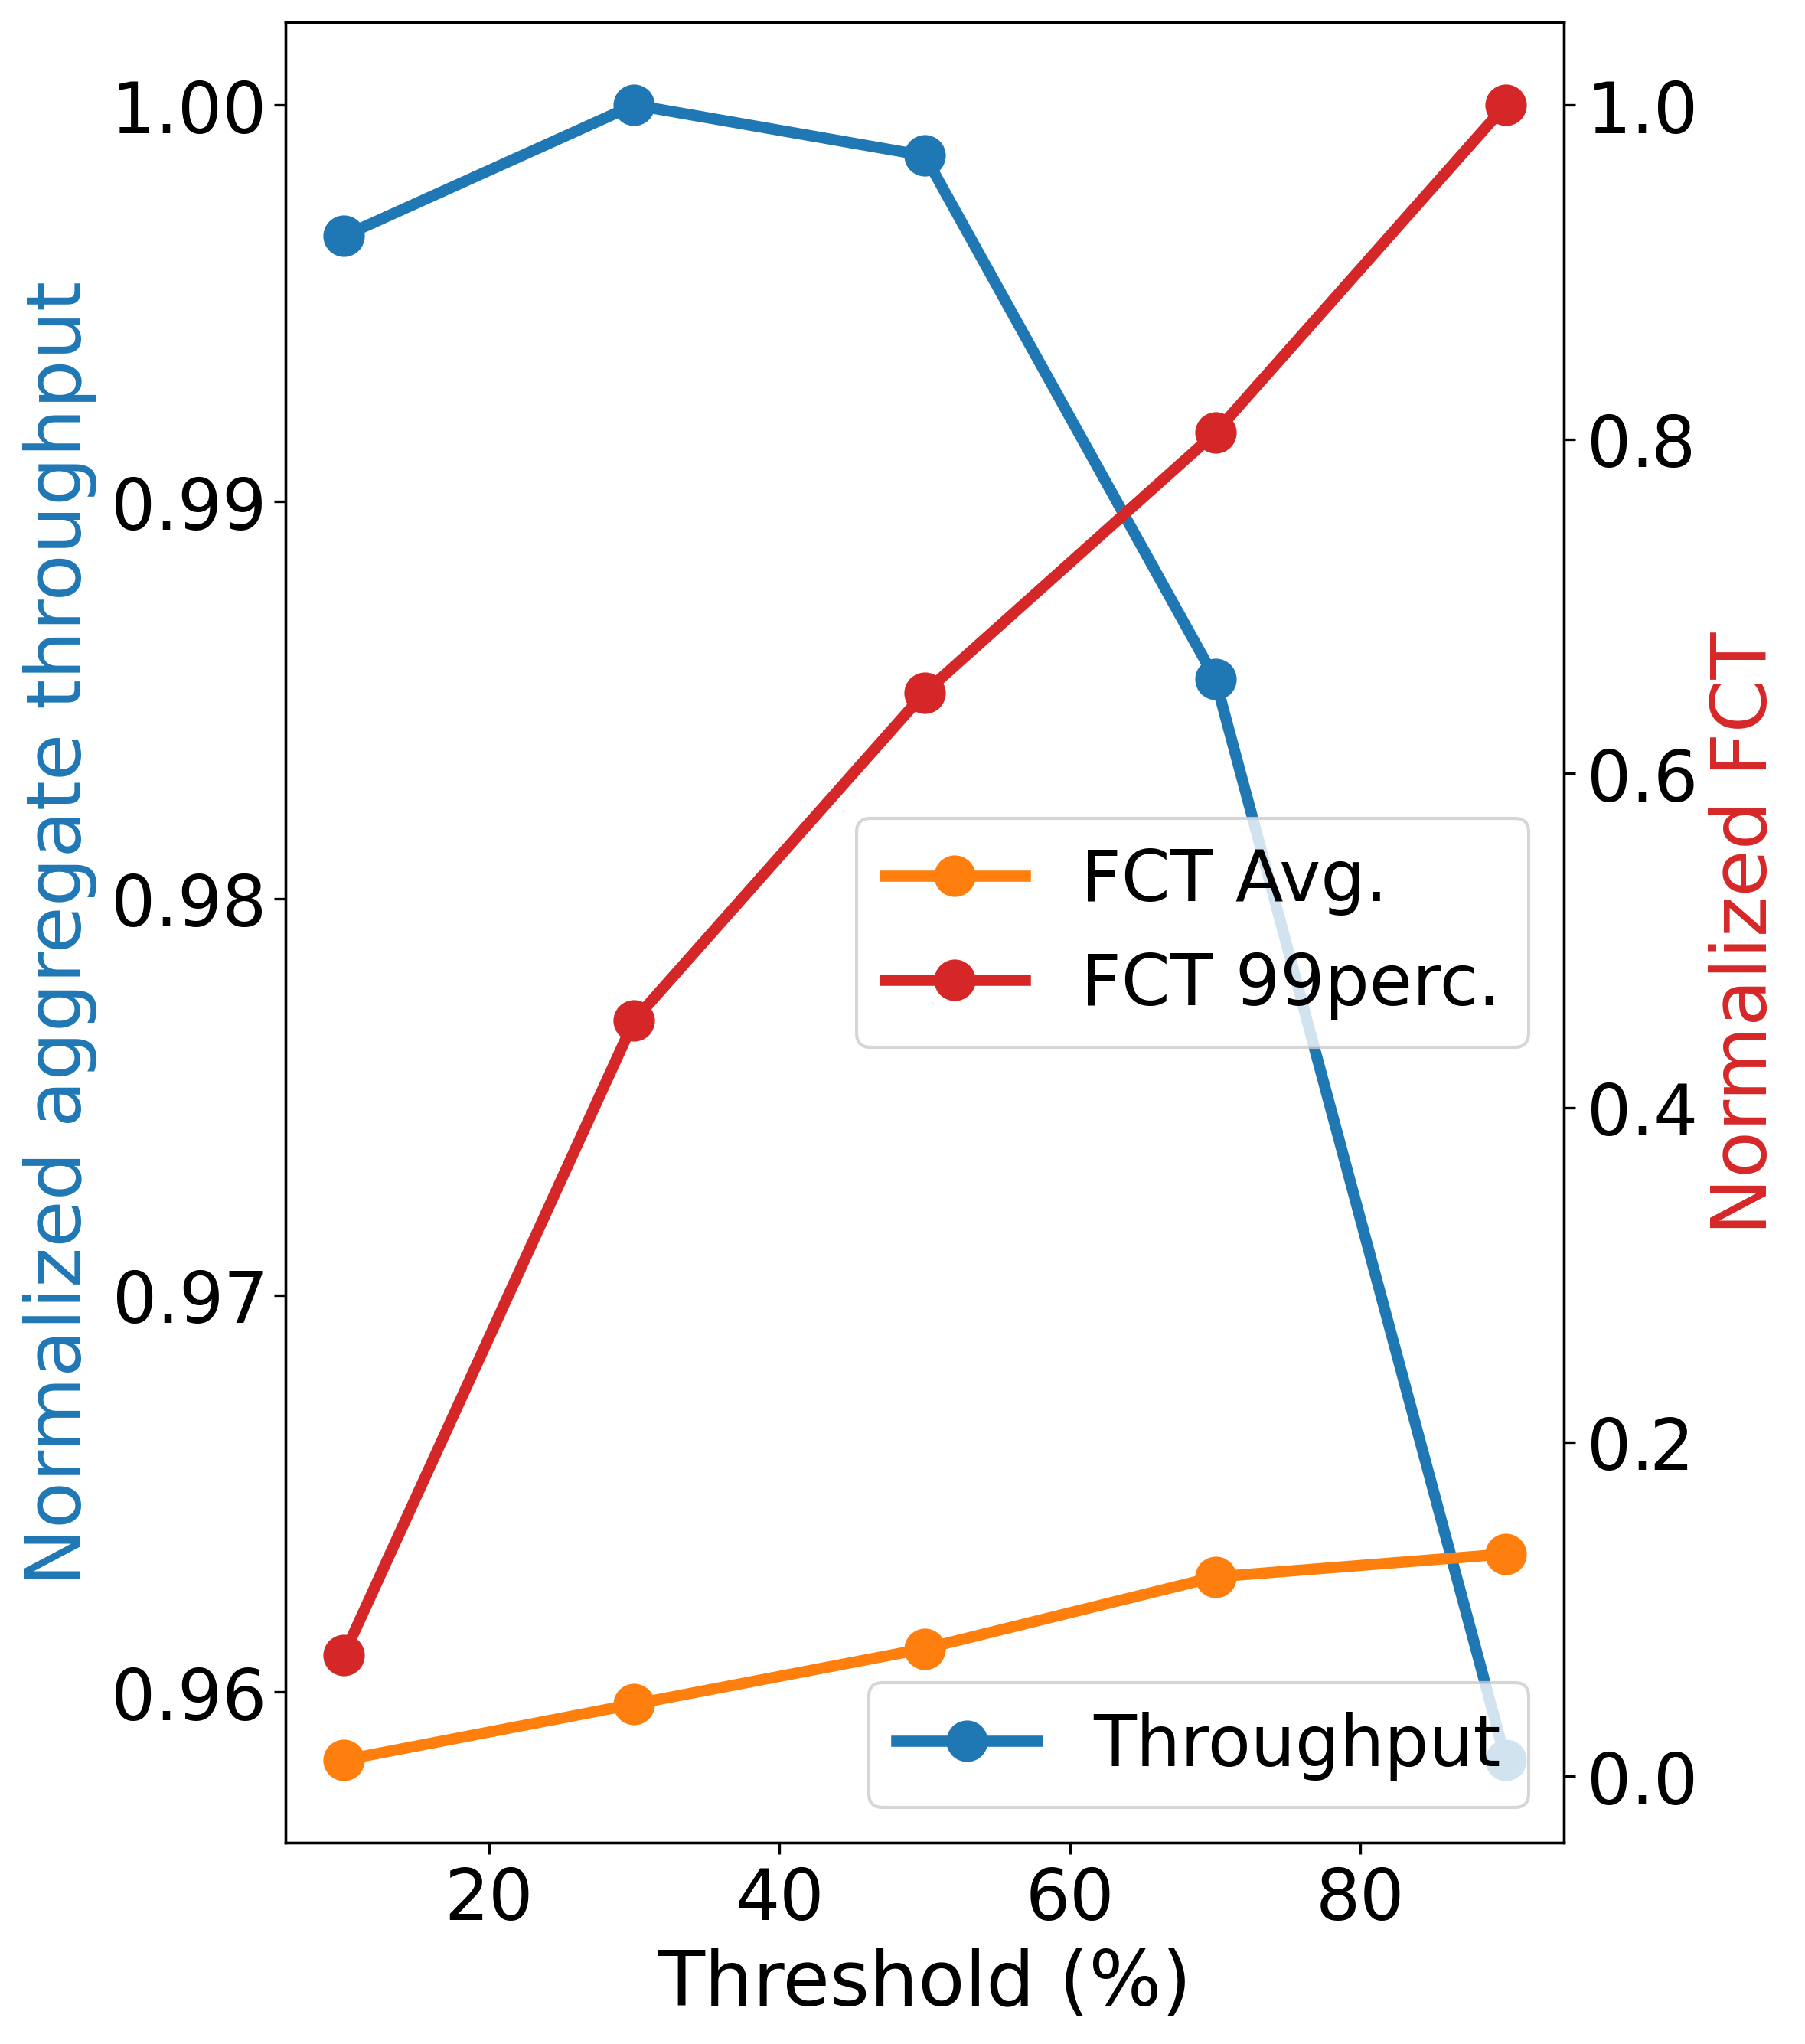 Normalized aggregate throughput
1.00
0.99
0.98
0.97
0.96
1.0
0.8
0.6
0.4
0.2
0.0
Normalized FCT
FCT Avg.
FCT 99perc.
Throughput
20 40 60 80
Threshold (%)